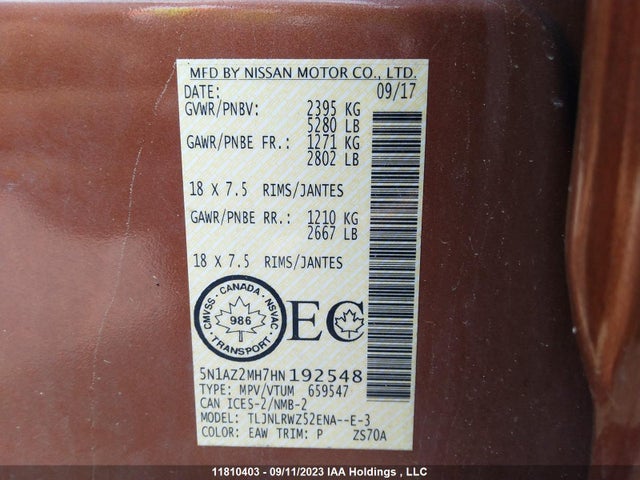 MFD BY NISSAN MOTOR CO., LTD.
DATE: 09/17
GVWR/PNBV: 2395 KG
5280 LB
GAWR/PNBE FR.: 1271 KG
2802 LB
18 X 7.5 RIMS/JANTES
GAWR/PNBE RR.: 1210 KG
2667 LB
18 X 7.5 RIMS/JANTES
CMVSS · CANADA · NSVAC
986
TRANSPORT
EC
5N1AZ2MH7HN192548
TYPE: MPV/VTUM 659547
CAN ICES-2/NMB-2
MODEL: TLJNLRWZ52ENA--E-3
COLOR: EAW TRIM: P ZS70A
11810403 - 09/11/2023 IAA Holdings , LLC